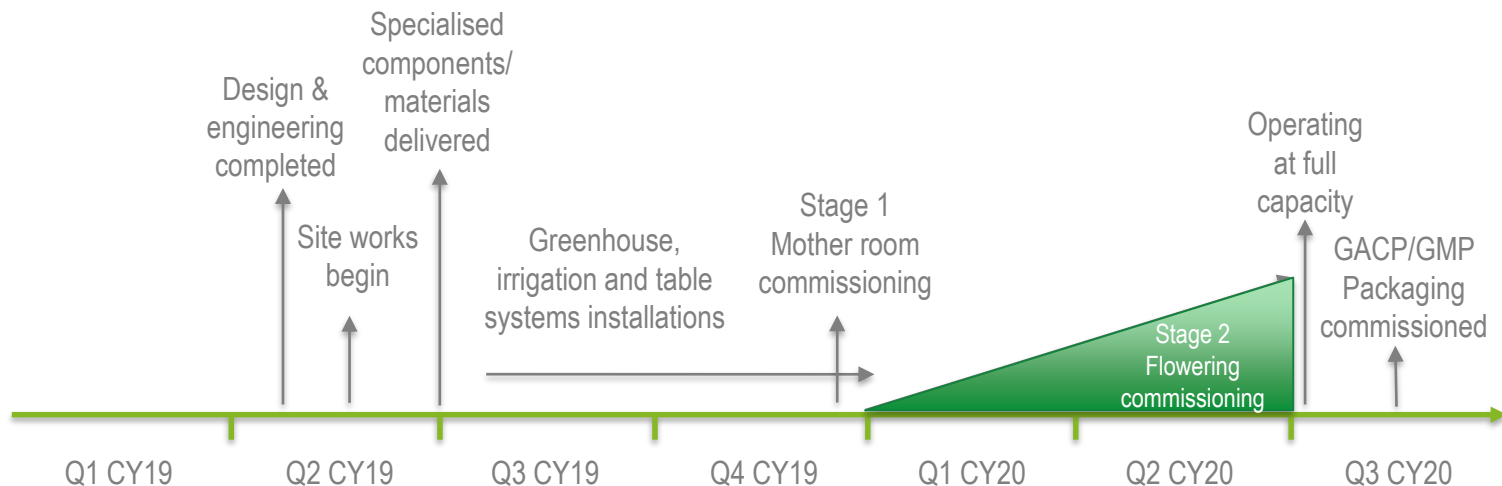 Design &
engineering
completed
Site works
begin
Specialised
components/
materials
delivered
Greenhouse,
irrigation and table
systems installations
Stage 1
Mother room
commissioning
Stage 2
Flowering
commissioning
Operating
at full
capacity
GACP/GMP
Packaging
commissioned
Q1 CY19
Q2 CY19
Q3 CY19
Q4 CY19
Q1 CY20
Q2 CY20
Q3 CY20